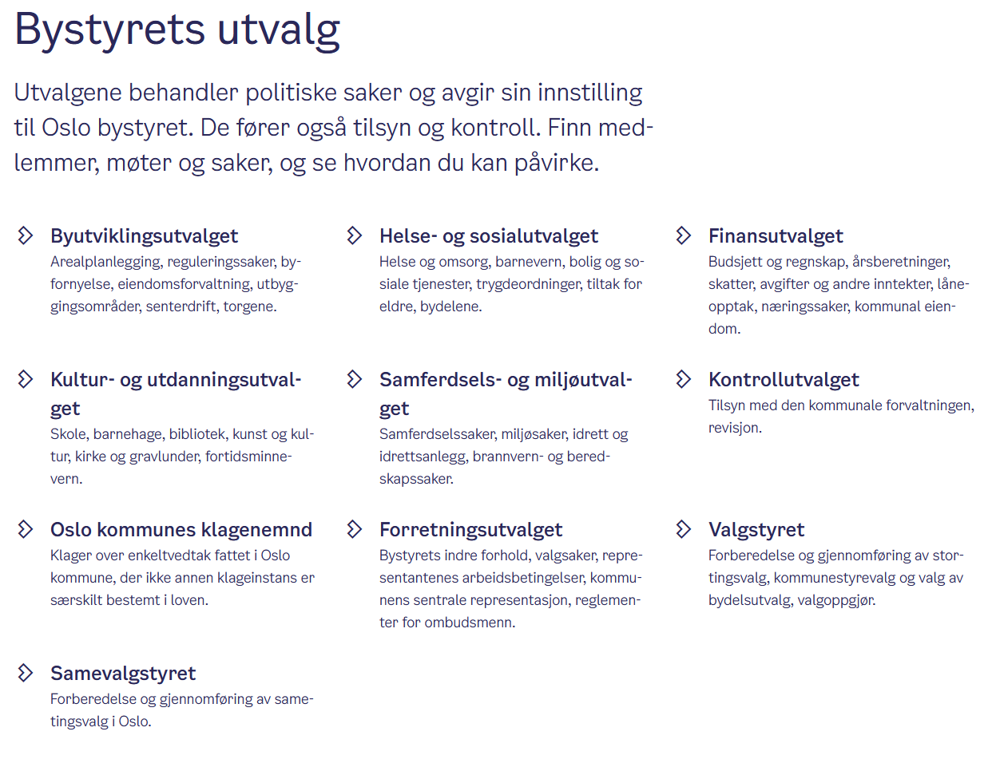 Bystyrets utvalg
Utvalgene behandler politiske saker og avgir sin innstilling
til Oslo bystyret. De fører også tilsyn og kontroll. Finn med-
lemmer, møter og saker, og se hvordan du kan påvirke.
Byutviklingsutvalget
Arealplanlegging, reguleringssaker, by-
fornyelse, eiendomsforvaltning, utbyg-
gingsområder, senterdrift, torgene.
Helse- og sosialutvalget
Helse og omsorg, barnevern, bolig og so-
siale tjenester, trygdeordninger, tiltak for
eldre, bydelene.
Finansutvalget
Budsjett og regnskap, årsberetninger,
skatter, avgifter og andre inntekter, låne-
opptak, næringssaker, kommunal eien-
dom.
Kultur- og utdanningsutval-
get
Skole, barnehage, bibliotek, kunst og kul-
tur, kirke og gravlunder, fortidsminne-
vern.
Samferdsels- og miljøutval-
get
Samferdselssaker, miljøsaker, idrett og
idrettsanlegg, brannvern- og bered-
skapssaker.
Kontrollutvalget
Tilsyn med den kommunale forvaltningen,
revisjon.
Oslo kommunes klagenemnd
Klager over enkeltvedtak fattet i Oslo
kommune, der ikke annen klageinstans er
særskilt bestemt i loven.
Forretningsutvalget
Bystyrets indre forhold, valgsaker, repre-
sentantenes arbeidsbetingelser, kommu-
nens sentrale representasjon, reglemen-
ter for ombudsmenn.
Valgstyret
Forberedelse og gjennomføring av stor-
tingsvalg, kommunestyrevalg og valg av
bydelsutvalg, valgoppgjør.
Samevalgstyret
Forberedelse og gjennomføring av same-
tingsvalg i Oslo.